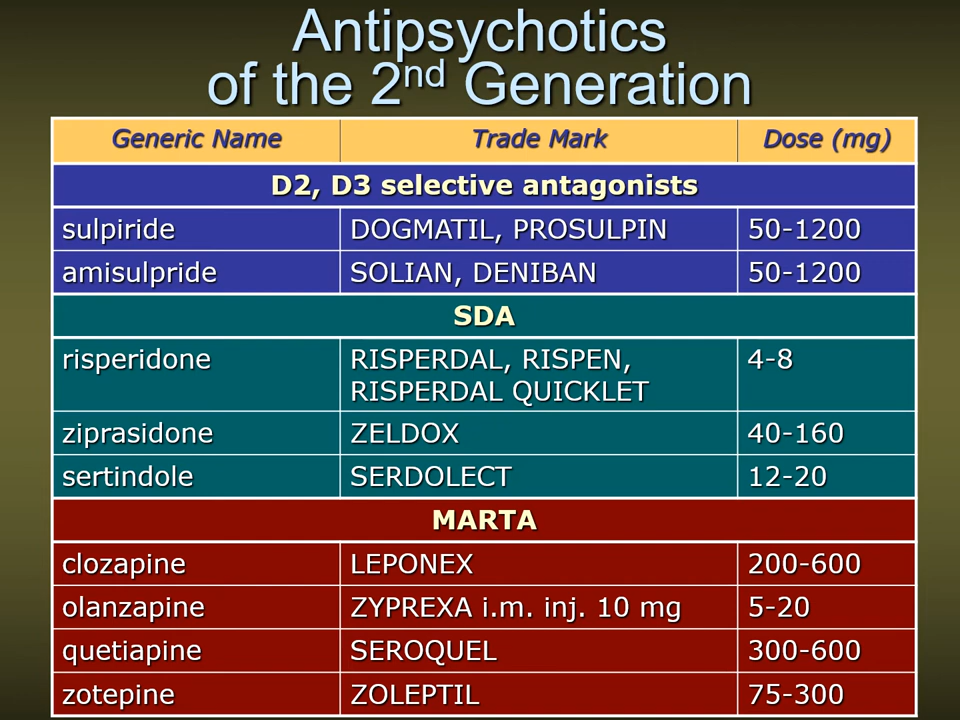 Antipsychotics
of the 2nd Generation
Generic Name Trade Mark Dose (mg)
D2, D3 selective antagonists
sulpiride DOGMATIL, PROSULPIN 50-1200
amisulpride SOLIAN, DENIBAN 50-1200
SDA
risperidone RISPERDAL, RISPEN, 4-8
RISPERDAL QUICKLET
ziprasidone ZELDOX 40-160
sertindole SERDOLECT 12-20
MARTA
clozapine LEPONEX 200-600
olanzapine ZYPREXA i.m. inj. 10 mg 5-20
quetiapine SEROQUEL 300-600
zotepine ZOLEPTIL 75-300